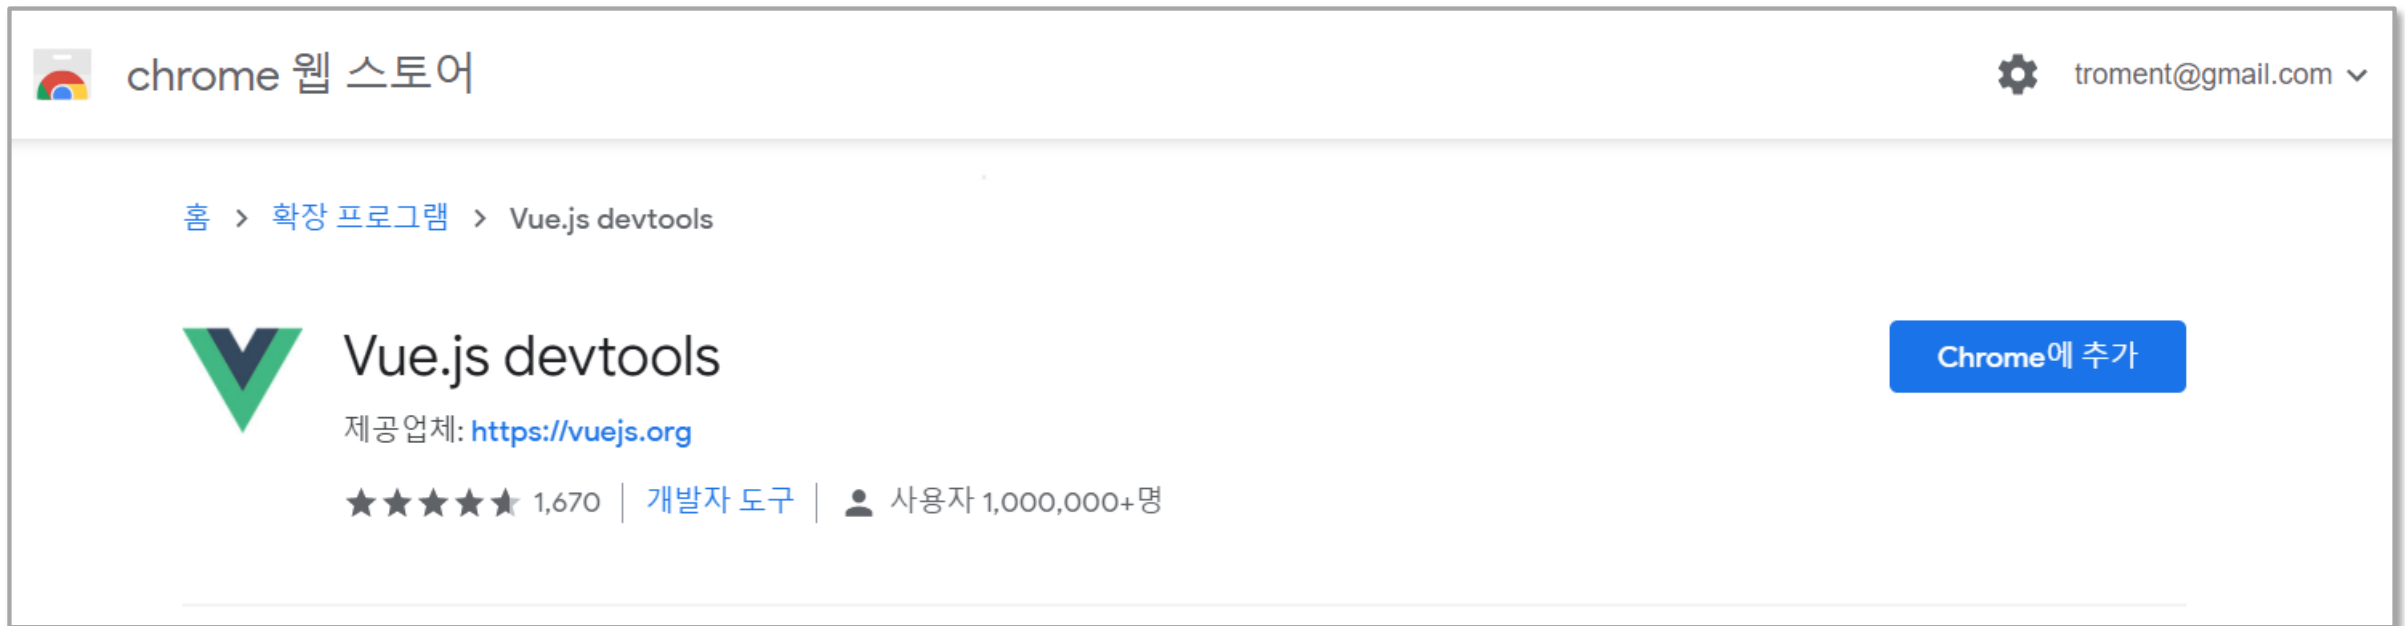 chrome 웹 스토어
troment@gmail.com
홈 > 확장 프로그램 > Vue.js devtools
Vue.js devtools
Chrome에 추가
제공업체: https://vuejs.org
1,670 | 개발자 도구 | 사용자 1,000,000+명